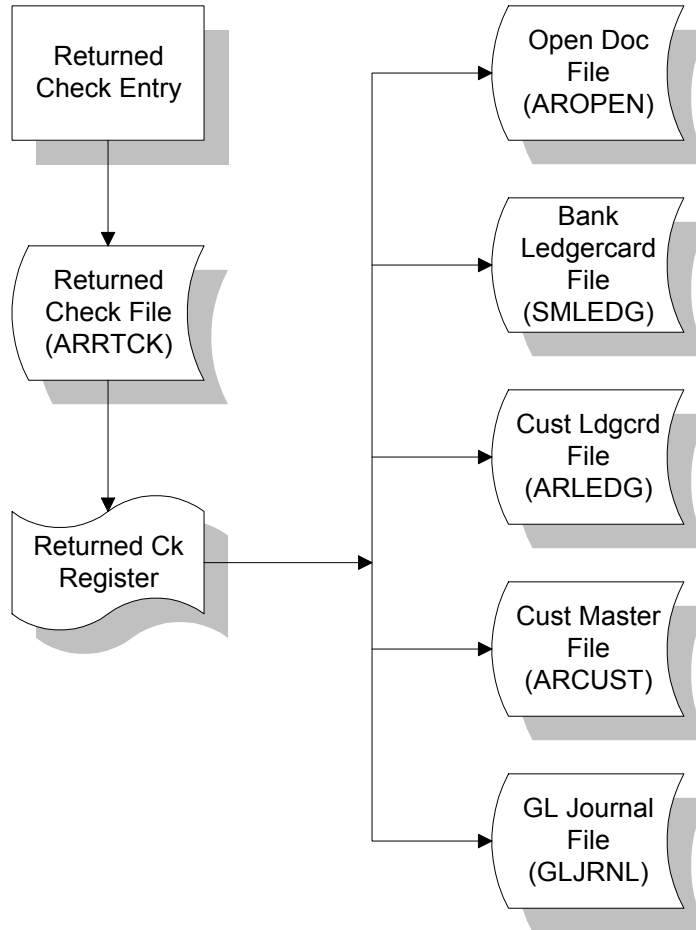 Returned
Check Entry
Returned
Check File
(ARRTCK)
Returned Ck
Register
Open Doc
File
(AROPEN)
Bank
Ledgercard
File
(SMLEDG)
Cust Ldgcrd
File
(ARLEDG)
Cust Master
File
(ARCUST)
GL Journal
File
(GLJRNL)